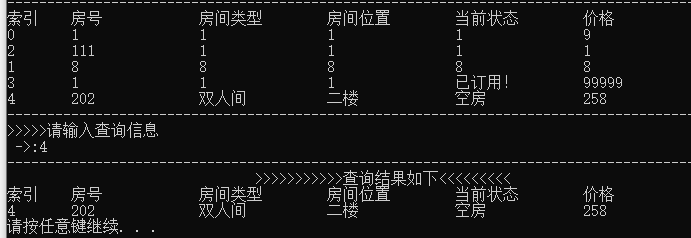 索引 房号 房间类型 房间位置 当前状态 价格
0 1 1 1 1 9
2 111 1 1 1 1
1 8 8 8 8 8
3 1 1 1 已订用! 99999
4 202 双人间 二楼 空房 258
>>>>>请输入查询信息
->:4
>>>>>>>>>>>查询结果如下<<<<<<<<<
索引 房号 房间类型 房间位置 当前状态 价格
4 202 双人间 二楼 空房 258
请按任意键继续. . .